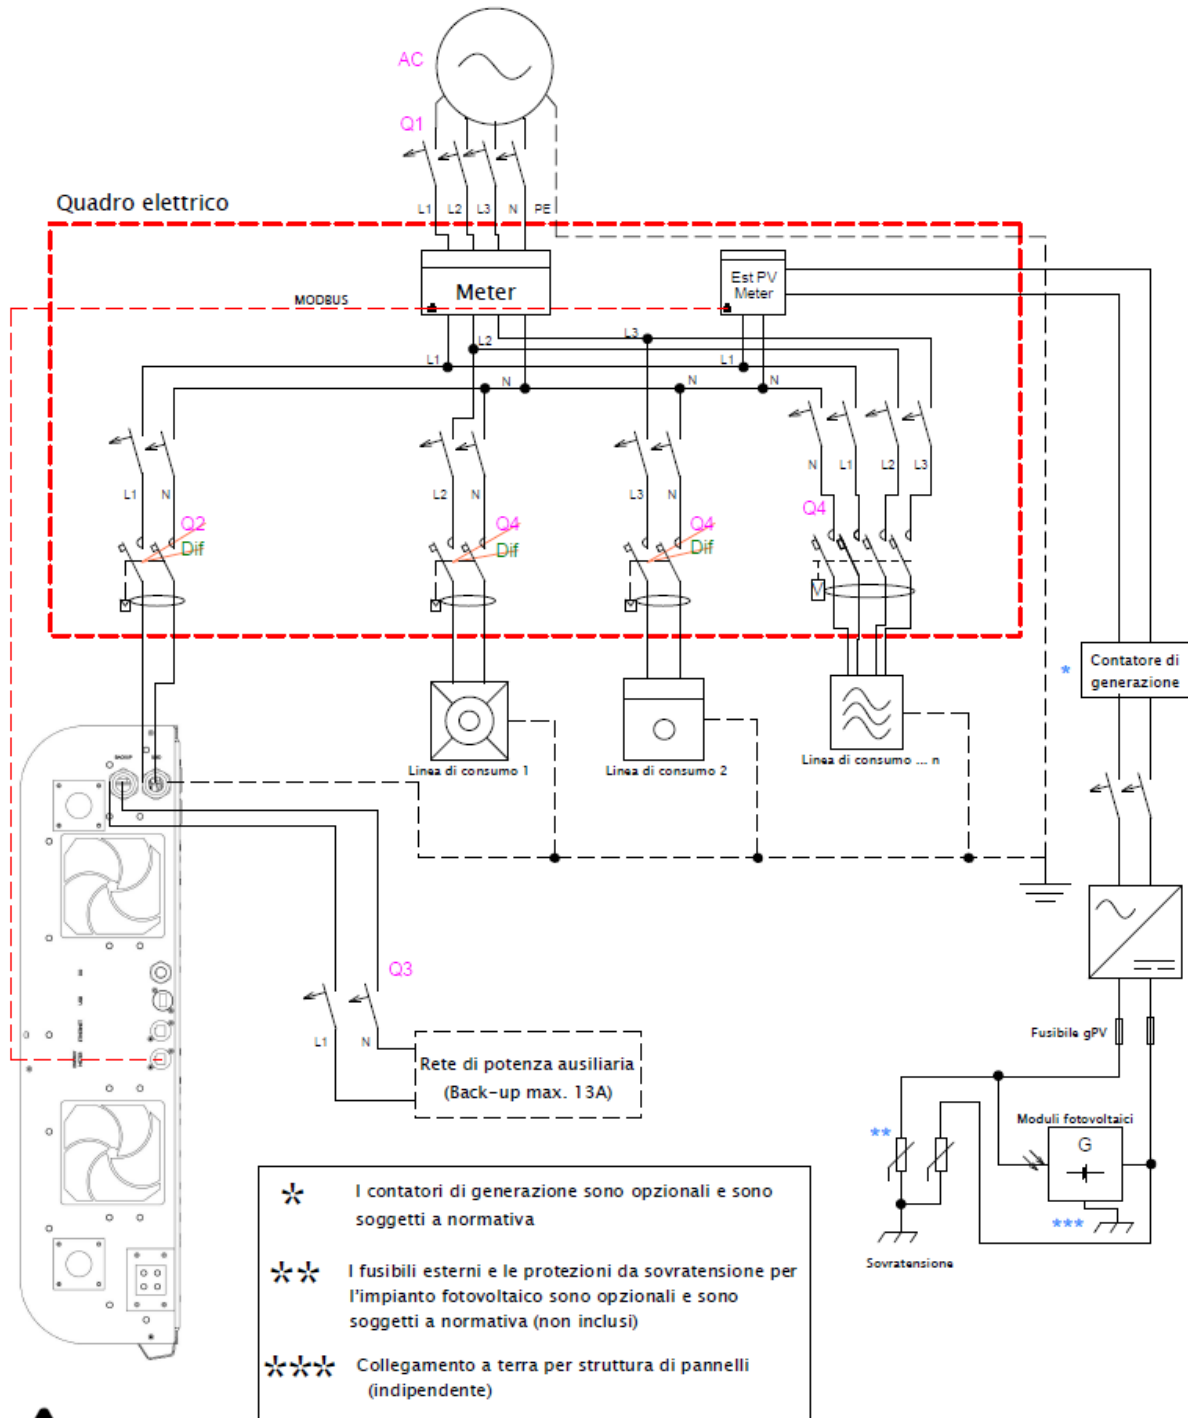 AC
Q1
Quadro elettrico
L1 L2 L3 N PE
Meter
Est PV
Meter
MODBUS
L3
L2
L1
L1
N
N
N
L1 N
L2 N
L3 N
N L1 L2 L3
Q2
Dif
Q4
Dif
Q4
Dif
Q4
*
Contatore di
generazione
Linea di consumo 1
Linea di consumo 2
Linea di consumo ... n
BACKUP
Q3
L1 N
Rete di potenza ausiliaria
(Back-up max. 13A)
Fusibile gPV
**
Moduli fotovoltaici
G
***
Sovratensione
* I contatori di generazione sono opzionali e sono
soggetti a normativa
** I fusibili esterni e le protezioni da sovratensione per
l'impianto fotovoltaico sono opzionali e sono
soggetti a normativa (non inclusi)
*** Collegamento a terra per struttura di pannelli
(indipendente)